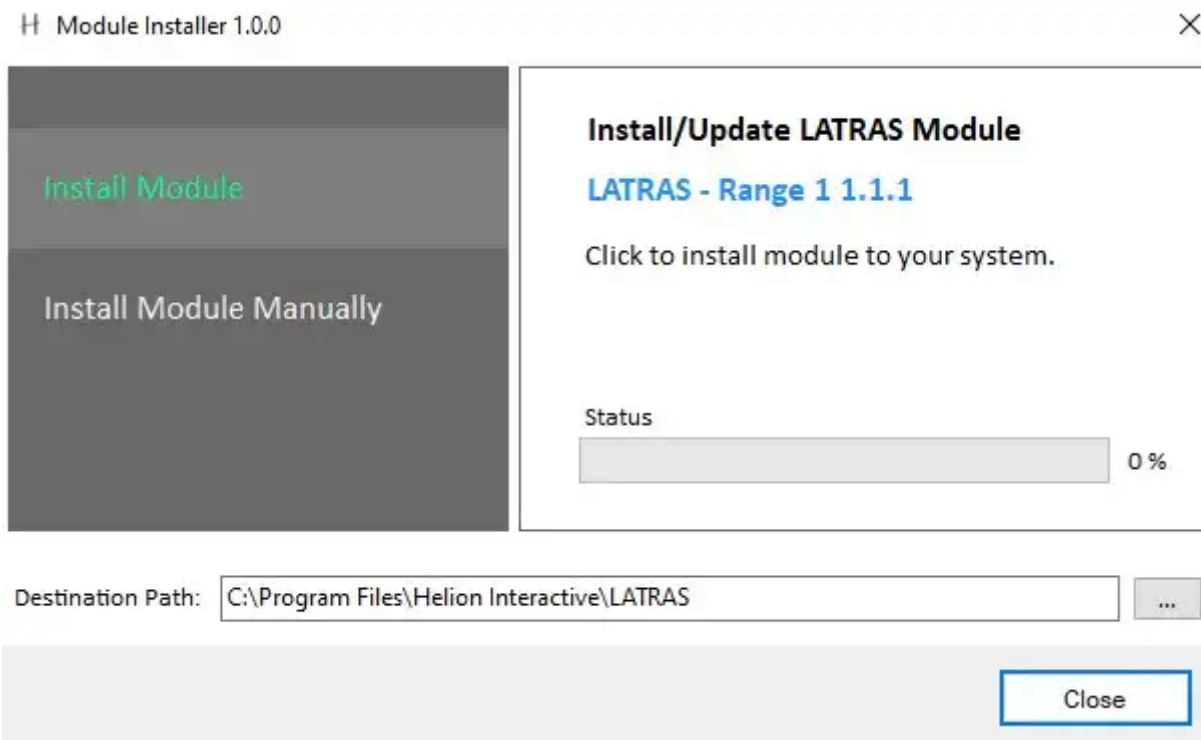 Module Installer 1.0.0
Install Module
Install Module Manually
Install/Update LATRAS Module
LATRAS - Range 1 1.1.1
Click to install module to your system.
Status
0 %
Destination Path: C:\Program Files\Helion Interactive\LATRAS ...
Close